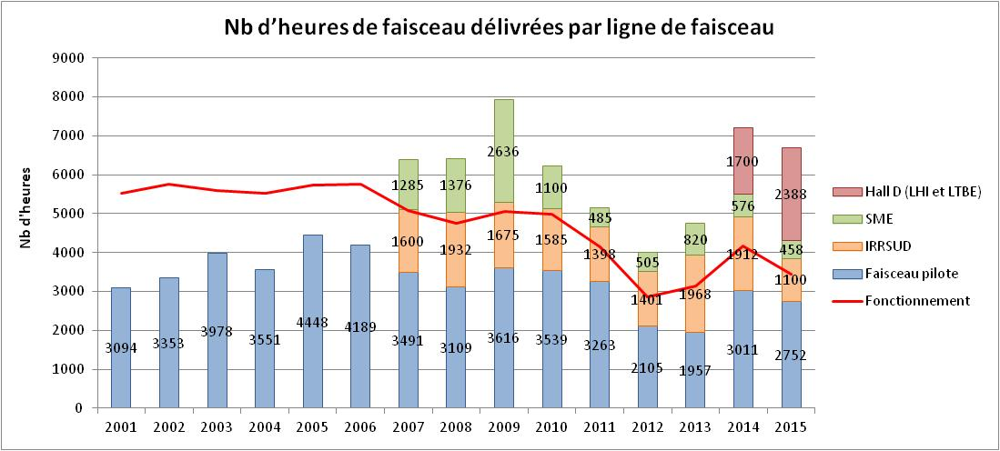 Nb d'heures de faisceau délivrées par ligne de faisceau
Nb d'heures
9000
8000
7000
6000
5000
4000
3000
2000
1000
0
2636
1700
1285 1376 1100 2388
485 576
1600 1932 1675 1585 1398 820 1912 458
505 1100
1401 1968
3094 3353 3978 3551 4448 4189 3491 3109 3616 3539 3263 2105 1957 3011 2752
2001 2002 2003 2004 2005 2006 2007 2008 2009 2010 2011 2012 2013 2014 2015
Hall D (LHI et LTBE)
SME
IRRSUD
Faisceau pilote
Fonctionnement